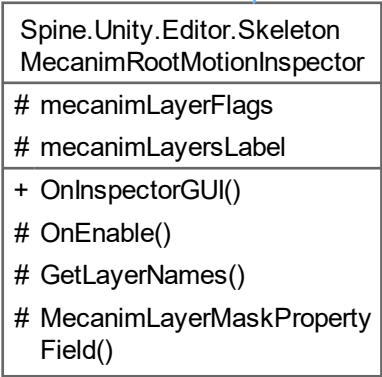 Spine.Unity.Editor.Skeleton
MecanimRootMotionInspector
# mecanimLayerFlags
# mecanimLayersLabel
+ OnInspectorGUI()
# OnEnable()
# GetLayerNames()
# MecanimLayerMaskProperty
Field()